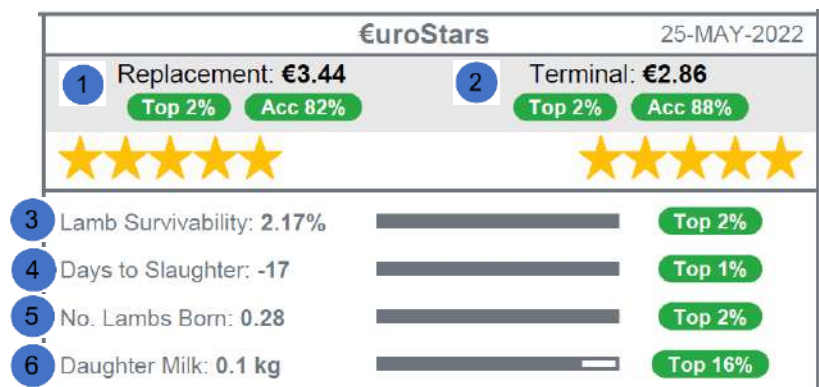 €uroStars 25-MAY-2022
1 Replacement: €3.44 2 Terminal: €2.86
Top 2% Acc 82% Top 2% Acc 88%
3 Lamb Survivability: 2.17% Top 2%
4 Days to Slaughter: -17 Top 1%
5 No. Lambs Born: 0.28 Top 2%
6 Daughter Milk: 0.1 kg Top 16%